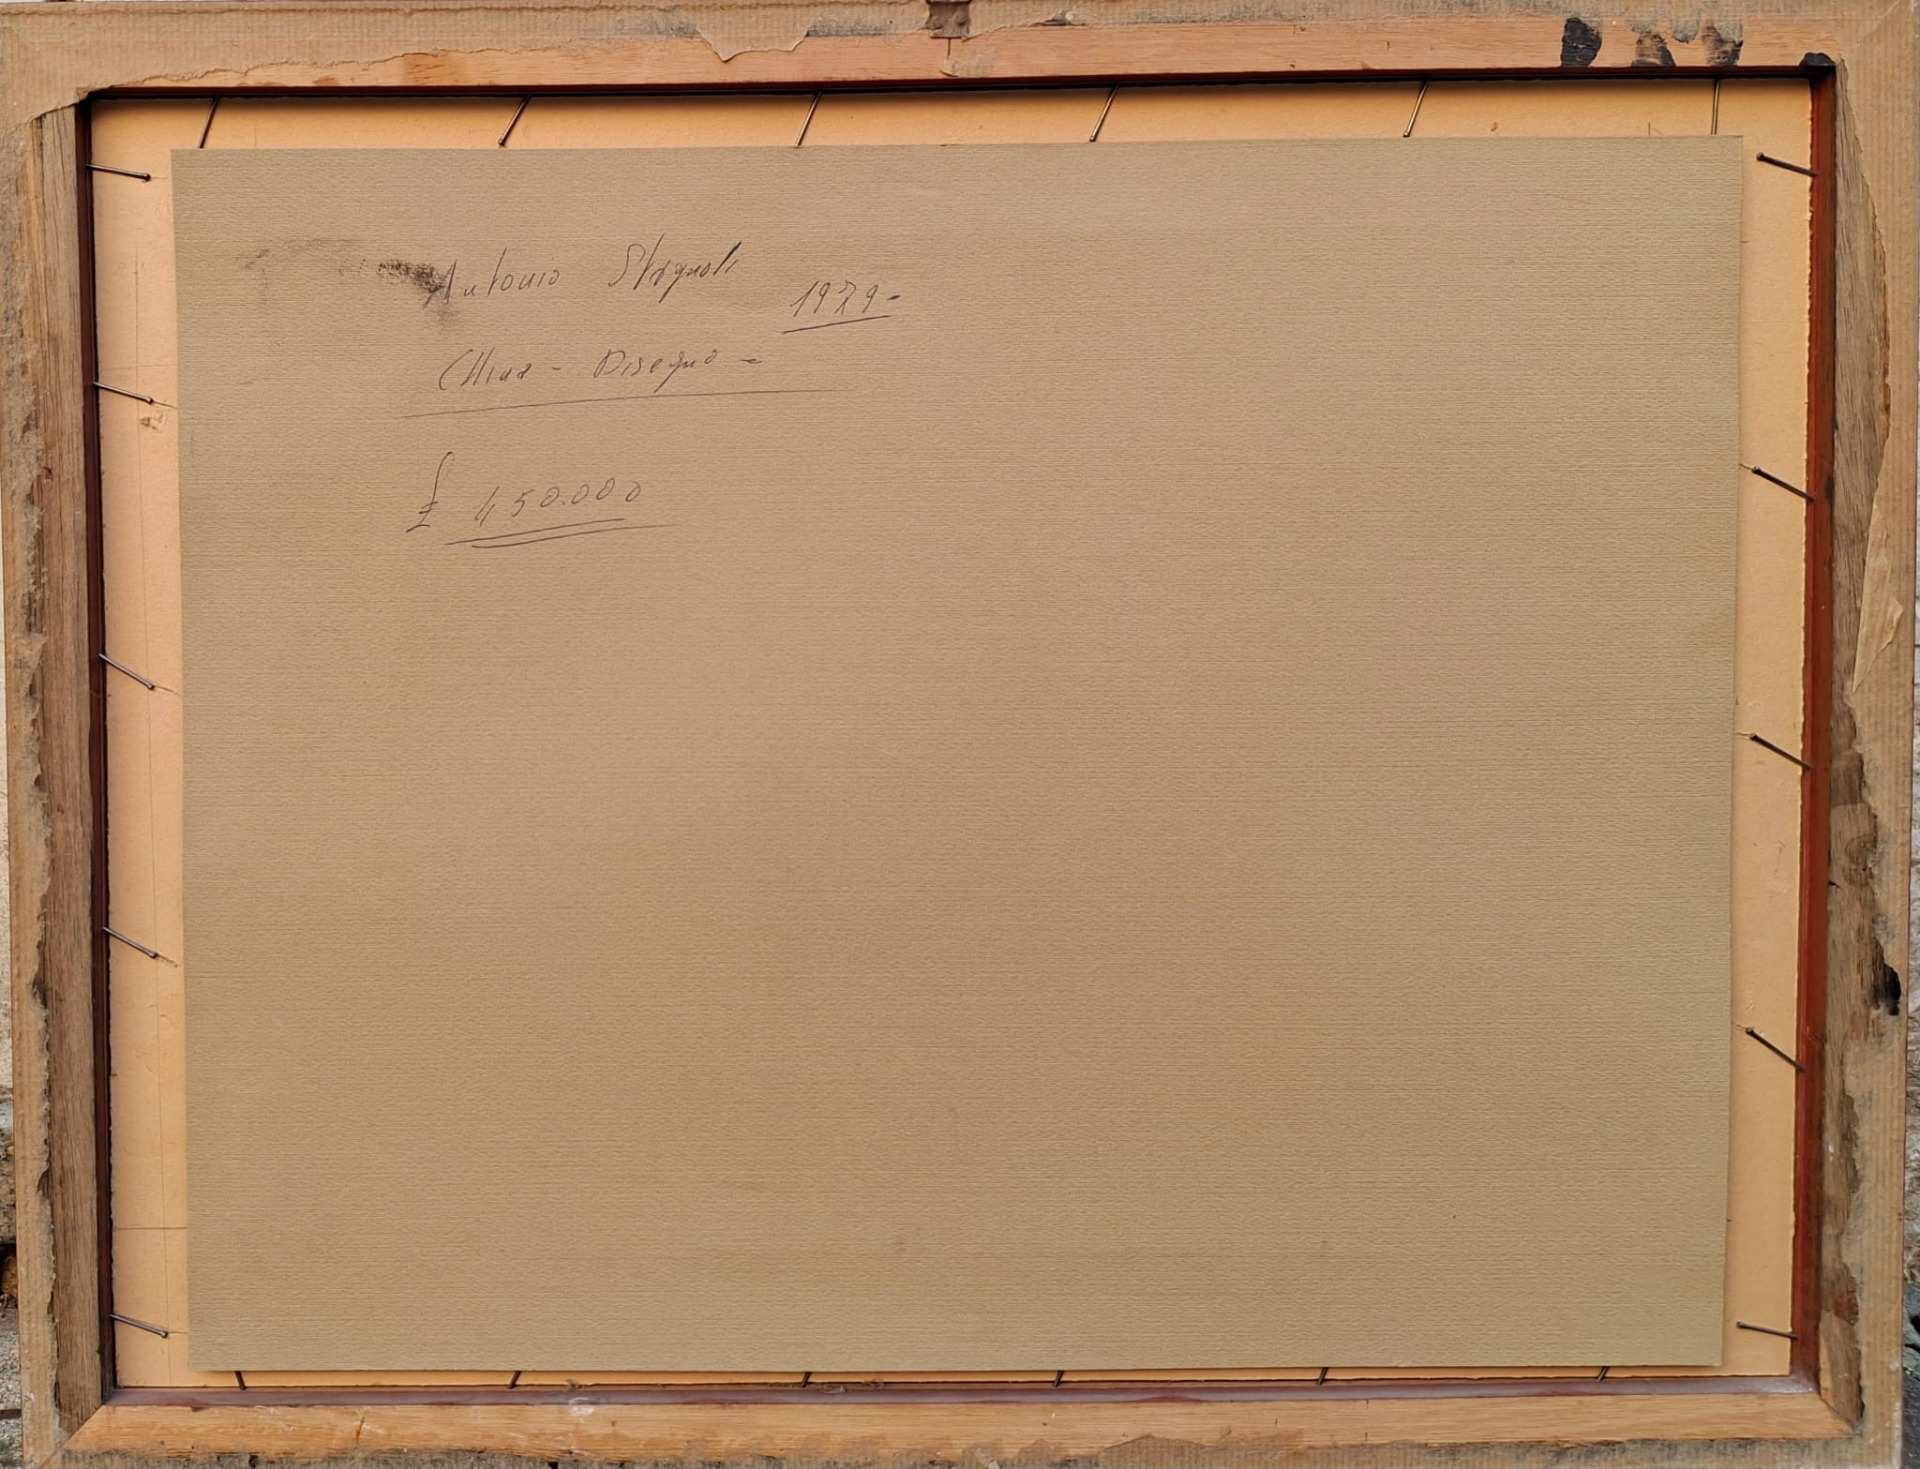 Antonio Stagnoli
1979-
China - Disegno -
£ 450.000